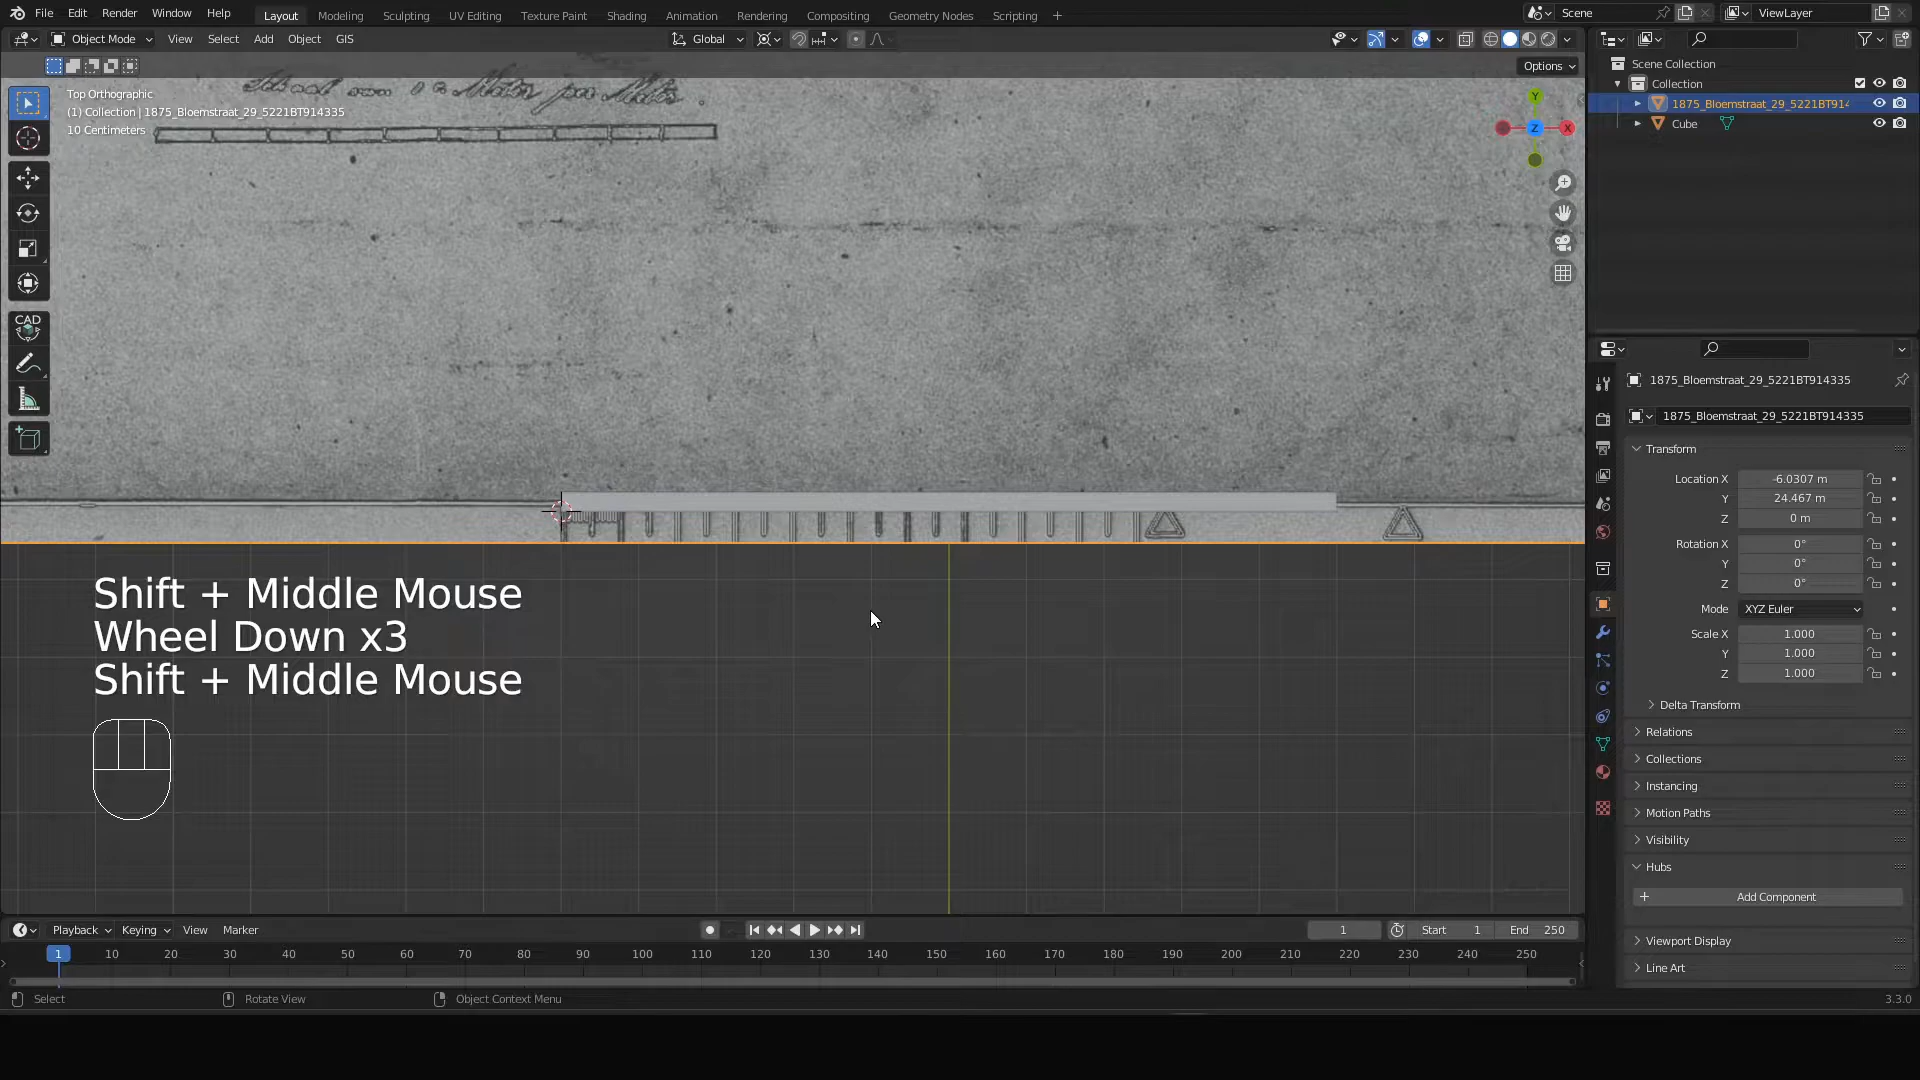 File Edit Render Window Help Layout Modeling Sculpting UV Editing Texture Paint Shading Animation Rendering Compositing Geometry Nodes Scripting + Scene ViewLayer
Object Mode View Select Add Object GIS Global
Options
Top Orthographic
(1) Collection | 1875_Bloemstraat_29_5221BT914335
10 Centimeters
Y
Z
X
CAD
Shift + Middle Mouse
Wheel Down x3
Shift + Middle Mouse
Scene Collection
Collection
1875_Bloemstraat_29_5221BT914
Cube
1875_Bloemstraat_29_5221BT914335
1875_Bloemstraat_29_5221BT914335
Transform
Location X -6.0307 m
Y 24.467 m
Z 0 m
Rotation X 0°
Y 0°
Z 0°
Mode XYZ Euler
Scale X 1.000
Y 1.000
Z 1.000
Delta Transform
Relations
Collections
Instancing
Motion Paths
Visibility
Hubs
+ Add Component
Viewport Display
Line Art
Playback Keying View Marker 1 Start 1 End 250
1 10 20 30 40 50 60 70 80 90 100 110 120 130 140 150 160 170 180 190 200 210 220 230 240 250
Select Rotate View Object Context Menu 3.3.0